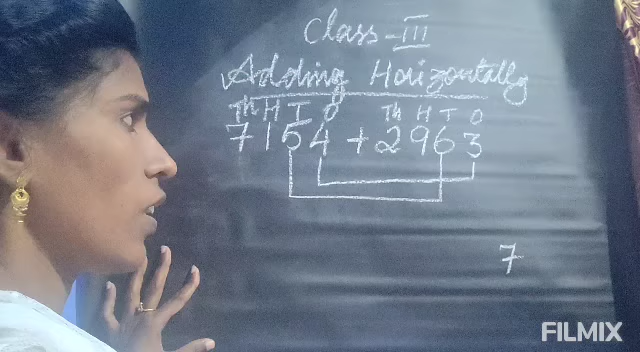 Class-III
Adding Horizontally
Th H T O Th H T O
7154 + 2963
7
FILMIX